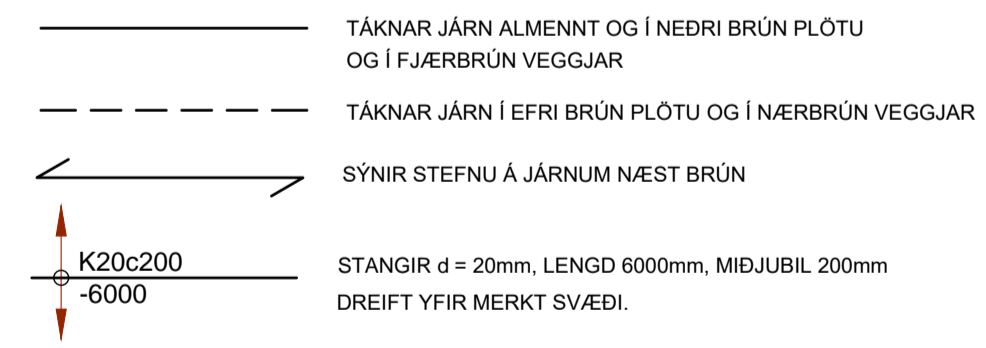 TÁKNAR JÁRN ALMENNT OG Í NEÐRI BRÚN PLÖTU
OG Í FJÆRBRÚN VEGGJAR
TÁKNAR JÁRN Í EFRI BRÚN PLÖTU OG Í NÆRBRÚN VEGGJAR
SÝNIR STEFNU Á JÁRNUM NÆST BRÚN
K20c200
-6000
STANGIR d = 20mm, LENGD 6000mm, MIÐJUBIL 200mm
DREIFT YFIR MERKT SVÆÐI.